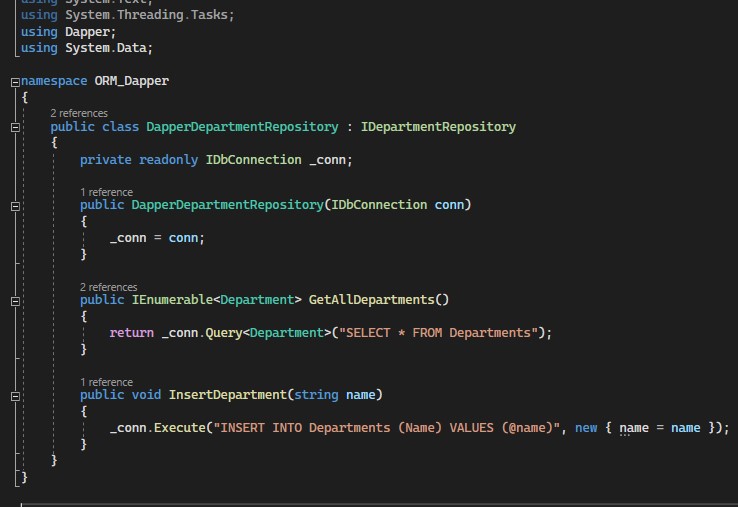 using System.Text;
using System.Threading.Tasks;
using Dapper;
using System.Data;
namespace ORM_Dapper
{
2 references
public class DapperDepartmentRepository : IDepartmentRepository
{
private readonly IDbConnection _conn;
1 reference
public DapperDepartmentRepository(IDbConnection conn)
{
_conn = conn;
}
2 references
public IEnumerable<Department> GetAllDepartments()
{
return _conn.Query<Department>("SELECT * FROM Departments");
}
1 reference
public void InsertDepartment(string name)
{
_conn.Execute("INSERT INTO Departments (Name) VALUES (@name)", new { name = name });
}
}
}